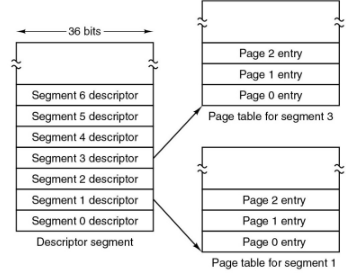 36 bits
Segment 6 descriptor
Segment 5 descriptor
Segment 4 descriptor
Segment 3 descriptor
Segment 2 descriptor
Segment 1 descriptor
Segment 0 descriptor
Descriptor segment
Page 2 entry
Page 1 entry
Page 0 entry
Page table for segment 3
Page 2 entry
Page 1 entry
Page 0 entry
Page table for segment 1